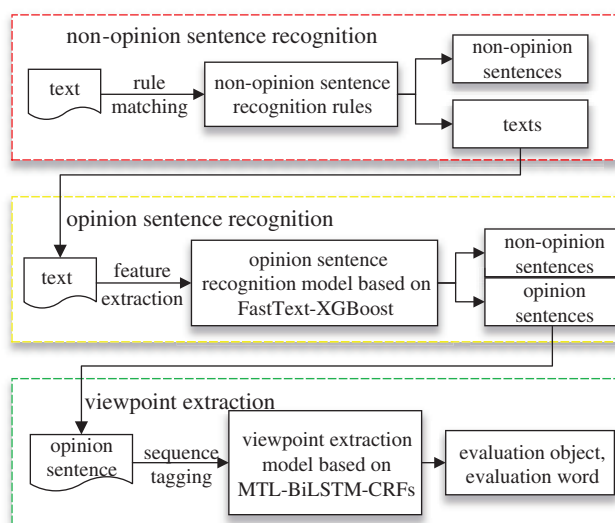 non-opinion sentence recognition
text
rule
matching
non-opinion sentence
recognition rules
non-opinion
sentences
texts
opinion sentence recognition
text
feature
extraction
opinion sentence
recognition model based on
FastText-XGBoost
non-opinion
sentences
opinion
sentences
viewpoint extraction
opinion
sentence
sequence
tagging
viewpoint extraction
model based on
MTL-BiLSTM-CRFs
evaluation object,
evaluation word